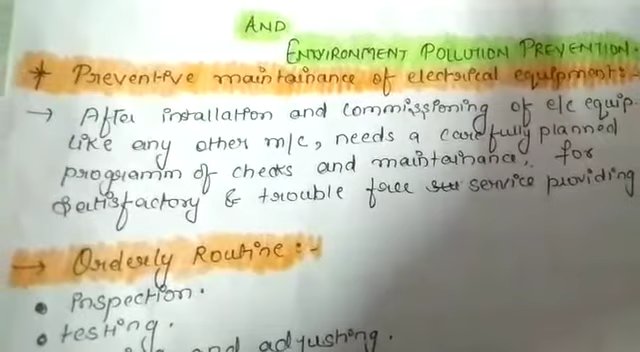 AND
ENVIRONMENT POLLUTION PREVENTION.
* Preventive maintainance of electrical equipment:-
→ After installation and commissioning of e/c equip.
like any other m/c, needs a carefully planned
programm of checks and maintainance. for
satisfactory & trouble free service providing
→ Orderly Routine:-
• Inspection.
• testing.
and adjusting.